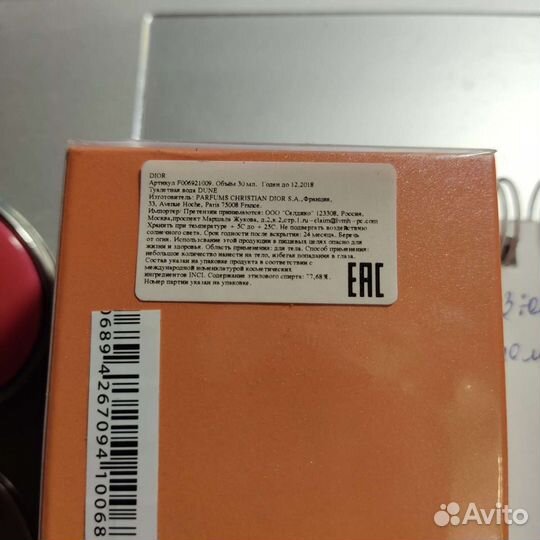 DIOR
Артикул F006921009. Объём 30 мл. Годен до 12.2018
Туалетная вода DUNE
Изготовитель: PARFUMS CHRISTIAN DIOR S.A., Франция,
33, Avenue Hoche, Paris 75008 France.
Импортер: Претензии принимаются: ООО "Селдико" 123308, Россия,
Москва,проспект Маршала Жукова, д.2,к.2,стр.1.ru - claim@lvmh - pc.com
Хранить при температуре + 5С до + 25С. Не подвергать воздействию
солнечного света. Срок годности после вскрытия: 24 месяца. Беречь
от огня. Использование этой продукции в пищевых целях опасно для
жизни и здоровья. Область применения: для тела. Способ применения:
небольшое количество нанести на тело, избегая попадания в глаза.
Состав указан на упаковке продукта в соответствии с
международной номенклатурой косметических
ингредиентов INCI. Содержание этилового спирта: 77,68%.
Номер партии указан на упаковке.
EAC
0689426709410068
Avito